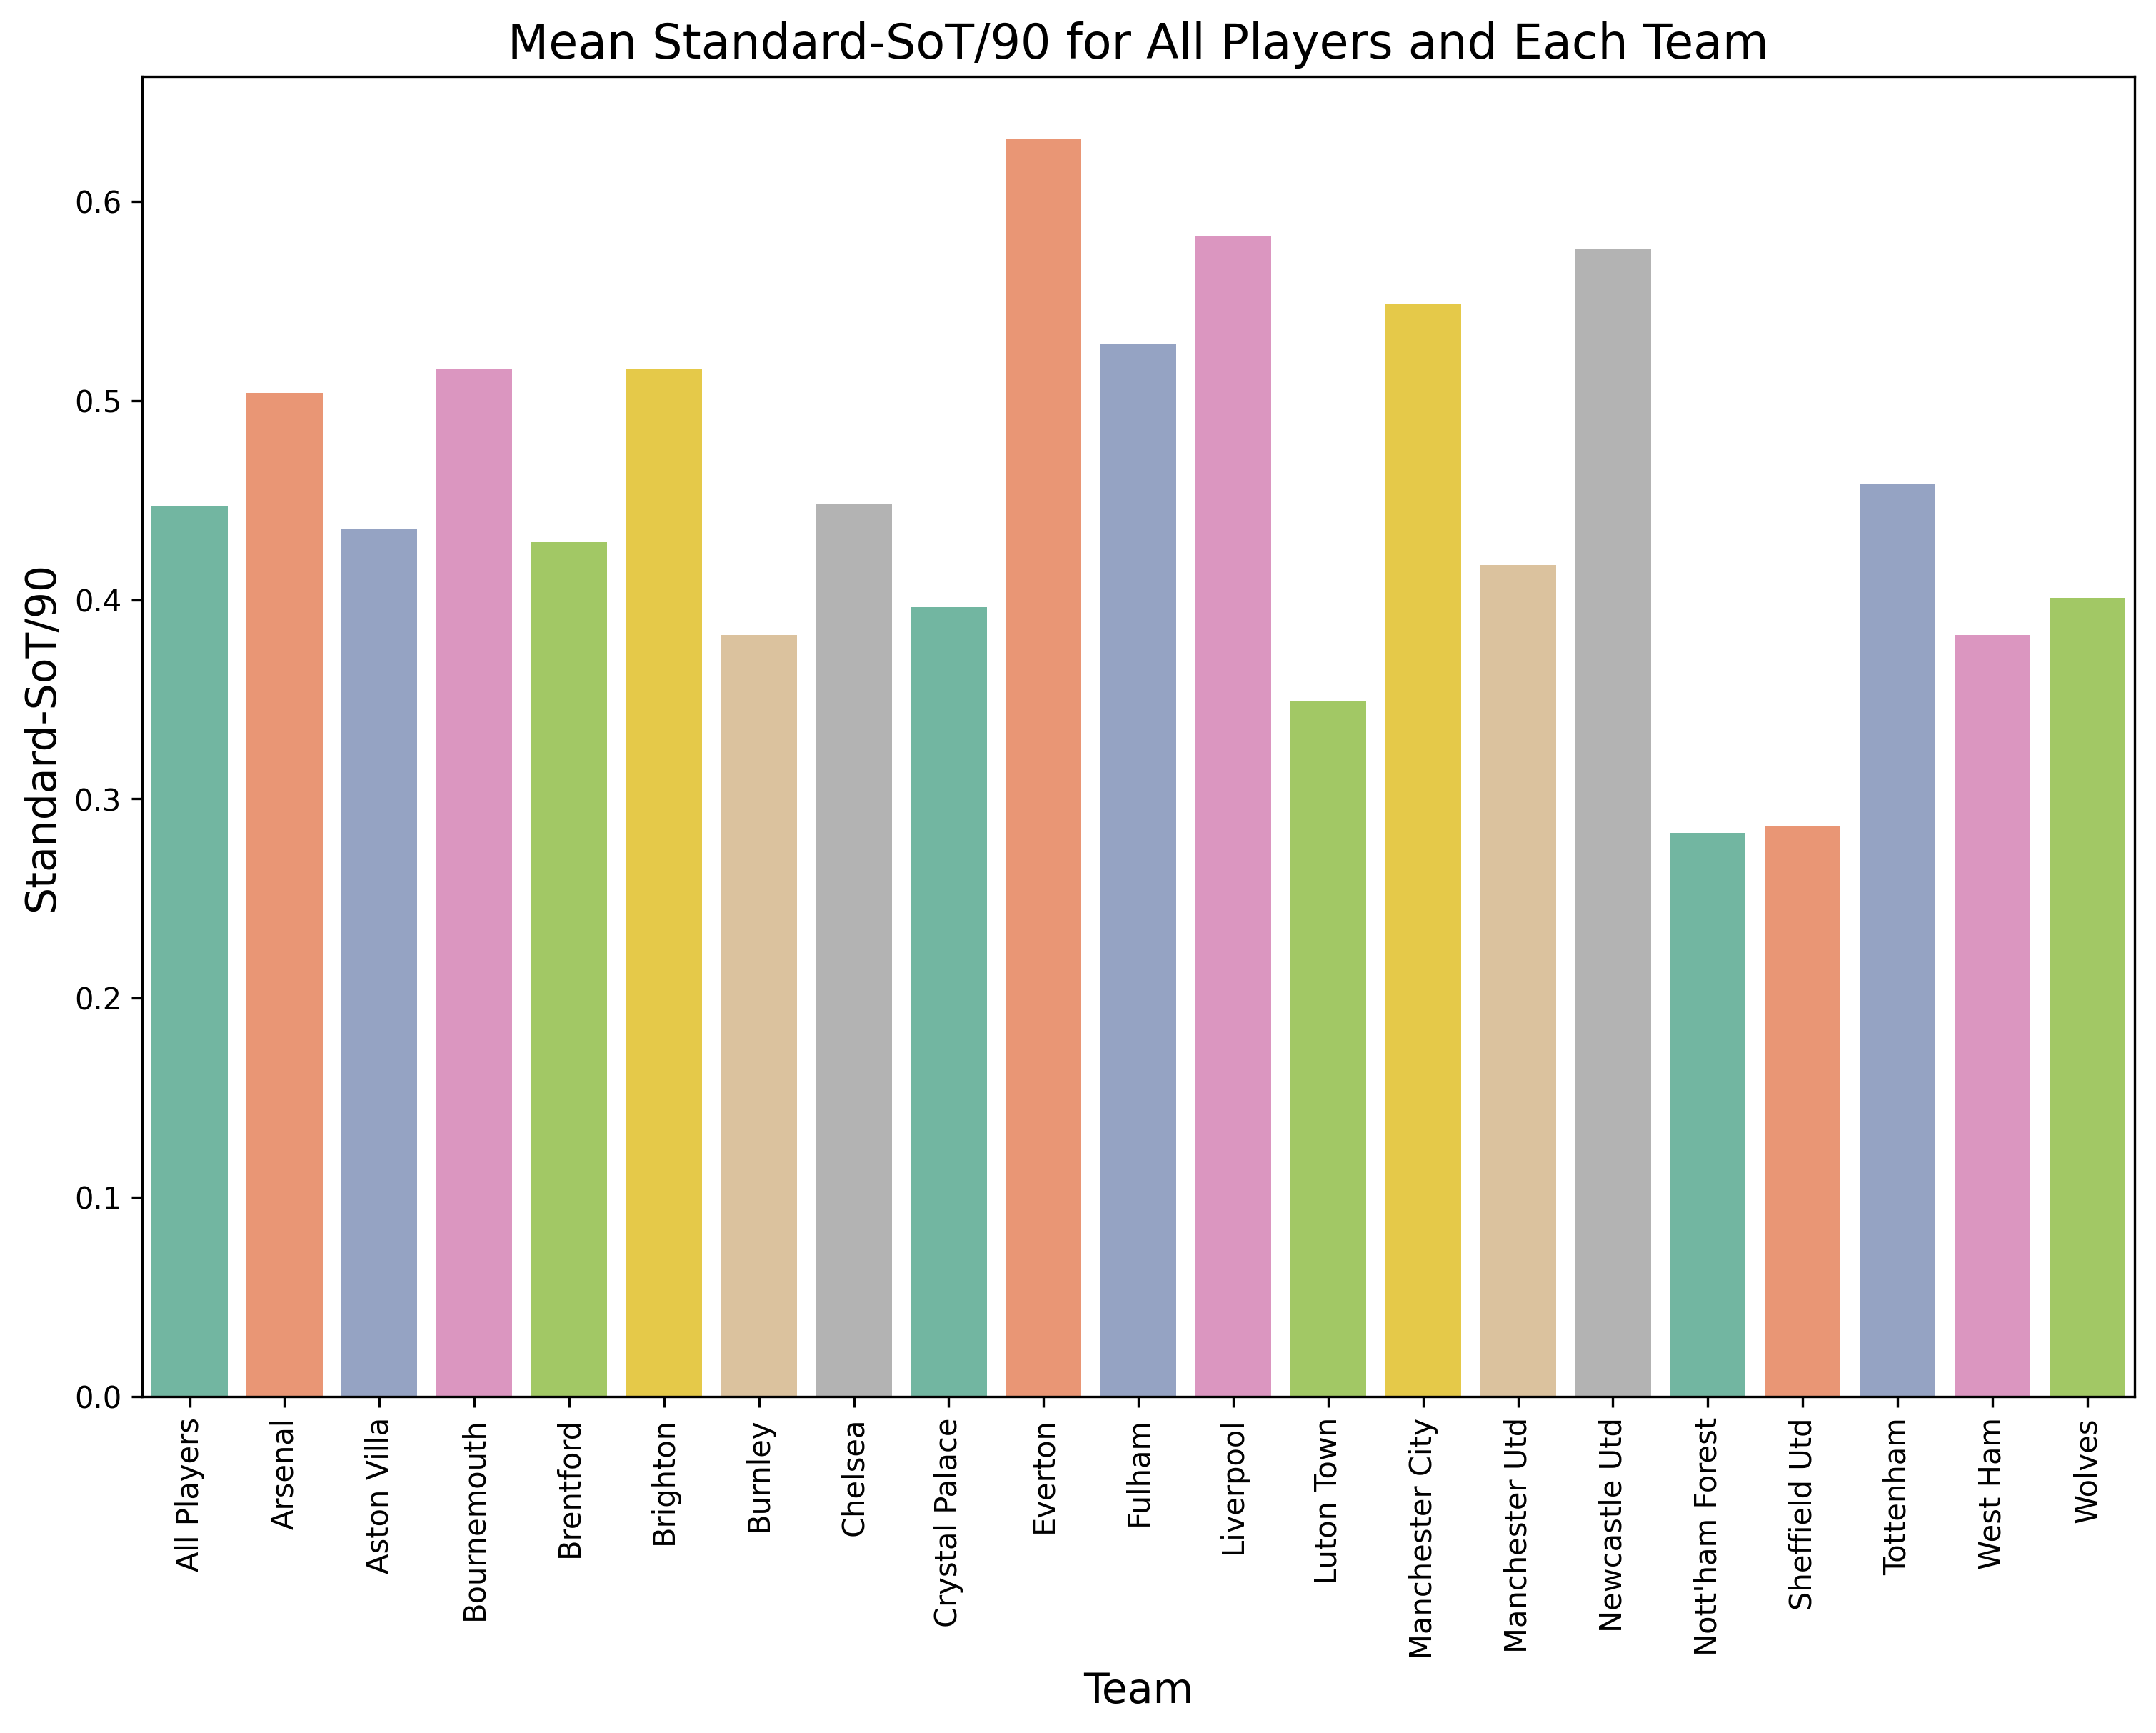 Mean Standard-SoT/90 for All Players and Each Team
Standard-SoT/90
0.6
0.5
0.4
0.3
0.2
0.1
0.0
All Players
Arsenal
Aston Villa
Bournemouth
Brentford
Brighton
Burnley
Chelsea
Crystal Palace
Everton
Fulham
Liverpool
Luton Town
Manchester City
Manchester Utd
Newcastle Utd
Nott'ham Forest
Sheffield Utd
Tottenham
West Ham
Wolves
Team